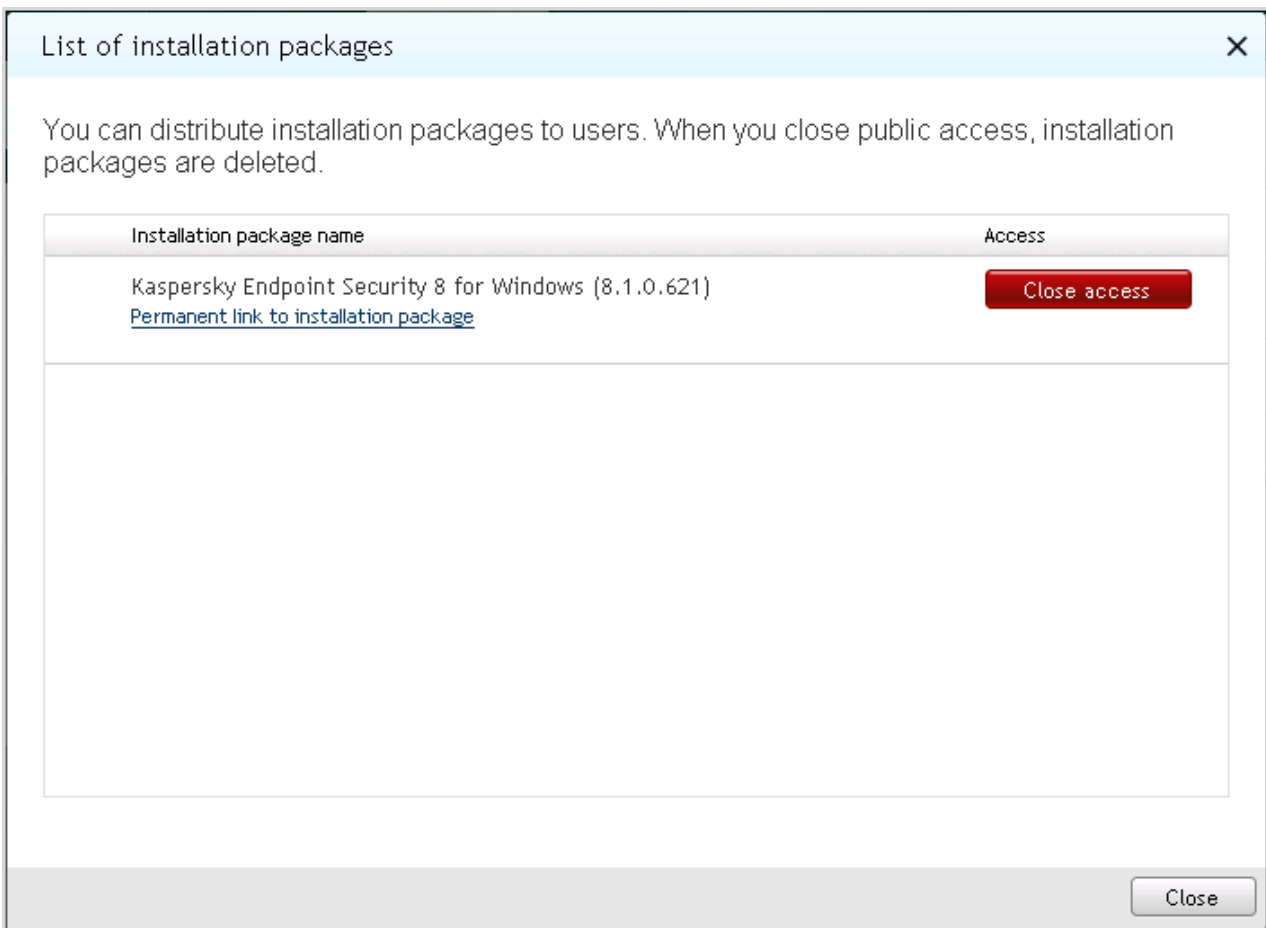 List of installation packages
You can distribute installation packages to users. When you close public access, installation
packages are deleted.
Installation package name Access
Kaspersky Endpoint Security 8 for Windows (8.1.0.621) Close access
Permanent link to installation package
Close